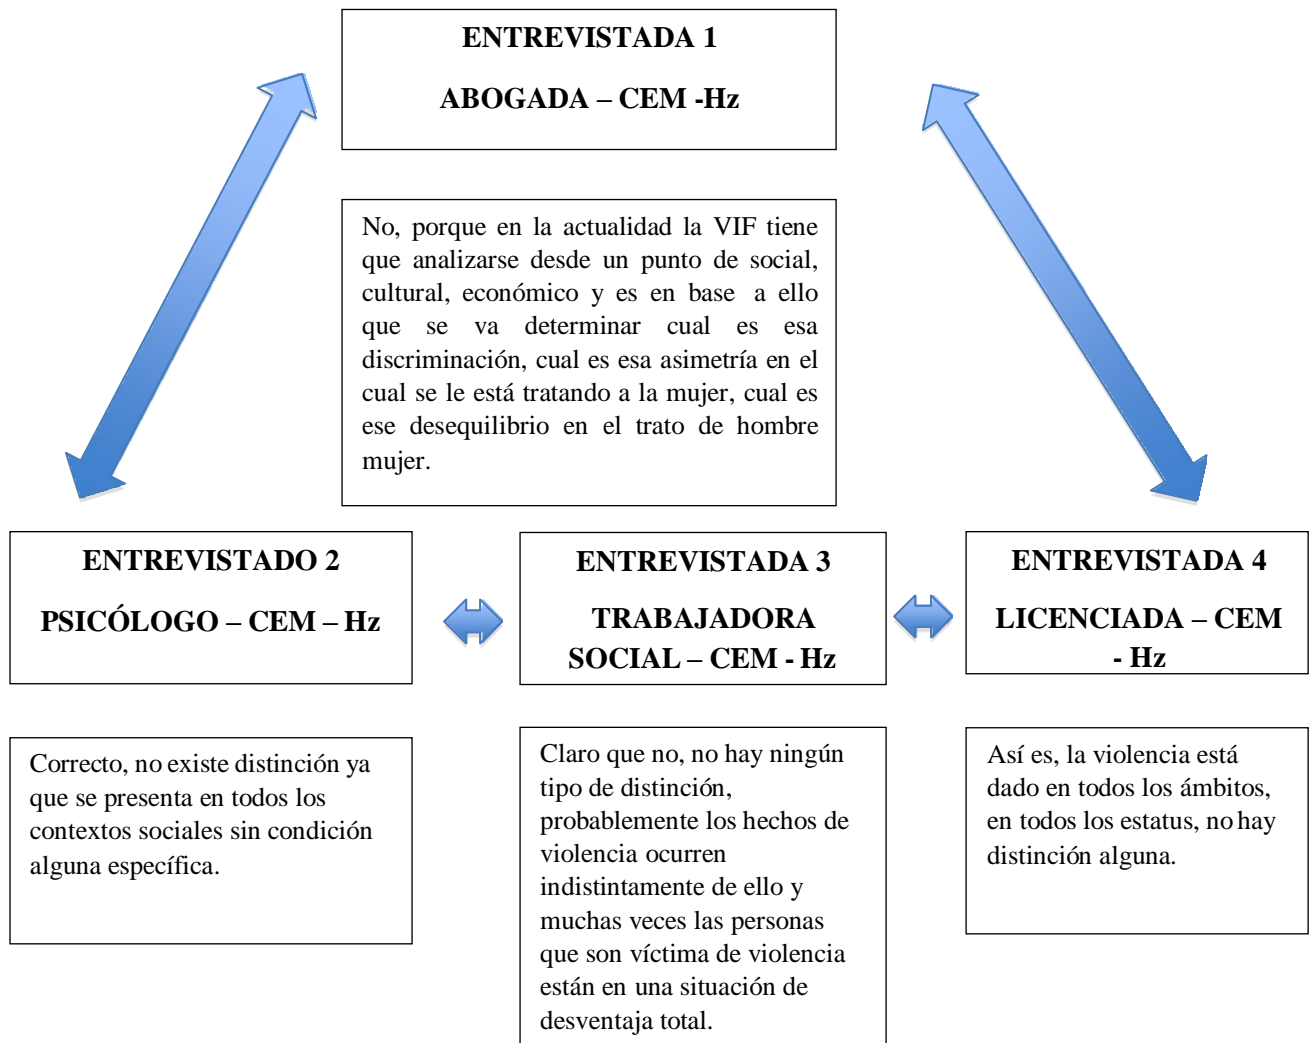 ENTREVISTADA 1
ABOGADA – CEM -Hz
No, porque en la actualidad la VIF tiene
que analizarse desde un punto de social,
cultural, económico y es en base a ello
que se va determinar cual es esa
discriminación, cual es esa asimetría en el
cual se le está tratando a la mujer, cual es
ese desequilibrio en el trato de hombre
mujer.
ENTREVISTADO 2
PSICÓLOGO – CEM – Hz
ENTREVISTADA 3
TRABAJADORA
SOCIAL – CEM - Hz
ENTREVISTADA 4
LICENCIADA – CEM
- Hz
Correcto, no existe distinción ya
que se presenta en todos los
contextos sociales sin condición
alguna específica.
Claro que no, no hay ningún
tipo de distinción,
probablemente los hechos de
violencia ocurren
indistintamente de ello y
muchas veces las personas
que son víctima de violencia
están en una situación de
desventaja total.
Así es, la violencia está
dado en todos los ámbitos,
en todos los estatus, no hay
distinción alguna.